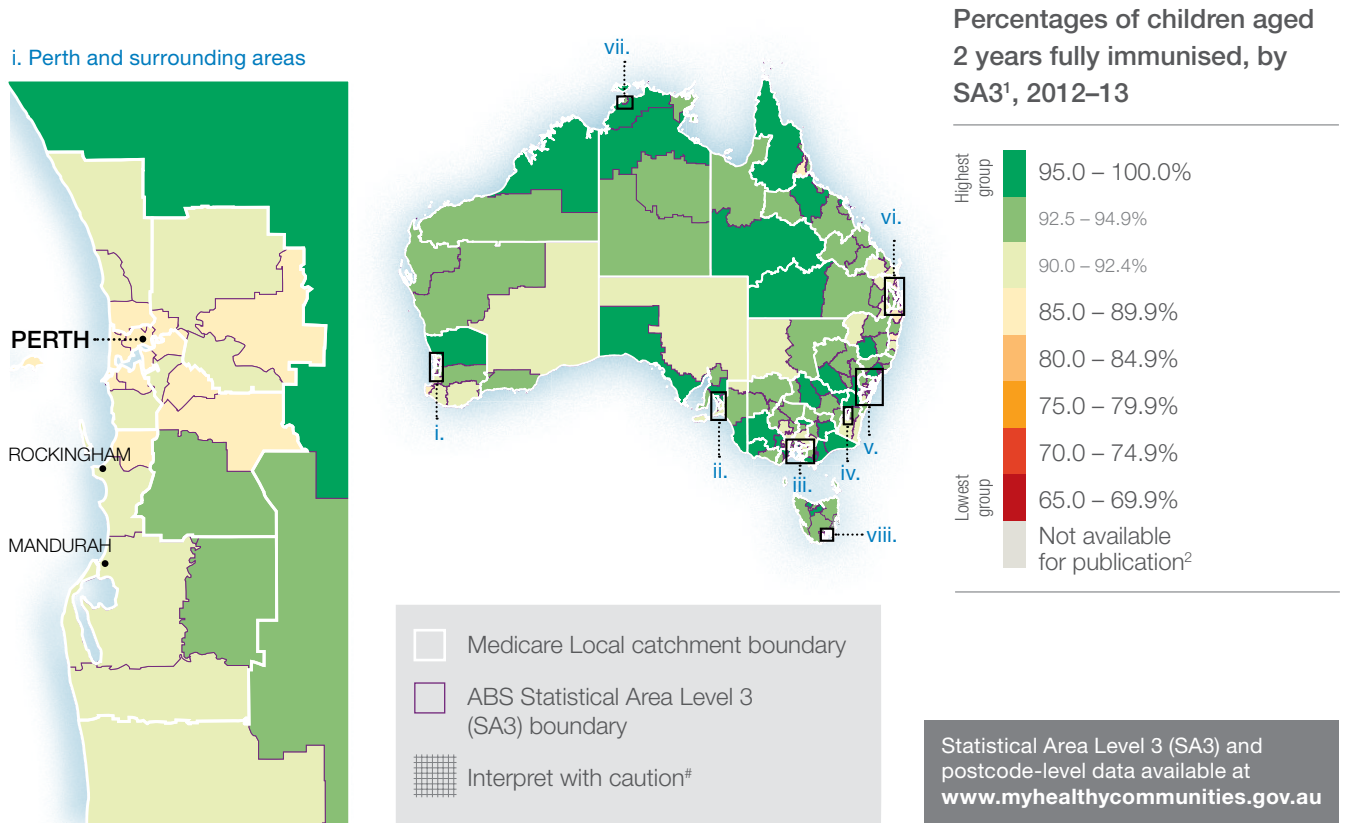 i. Perth and surrounding areas
PERTH
ROCKINGHAM
MANDURAH
vii.
vi.
i.
ii.
iii.
iv.
v.
viii.
Medicare Local catchment boundary
ABS Statistical Area Level 3
(SA3) boundary
Interpret with caution#
Percentages of children aged
2 years fully immunised, by
SA3¹, 2012–13
Highest
group
95.0 – 100.0%
92.5 – 94.9%
90.0 – 92.4%
85.0 – 89.9%
80.0 – 84.9%
75.0 – 79.9%
70.0 – 74.9%
Lowest
group
65.0 – 69.9%
Not available
for publication²
Statistical Area Level 3 (SA3) and
postcode-level data available at
www.myhealthycommunities.gov.au